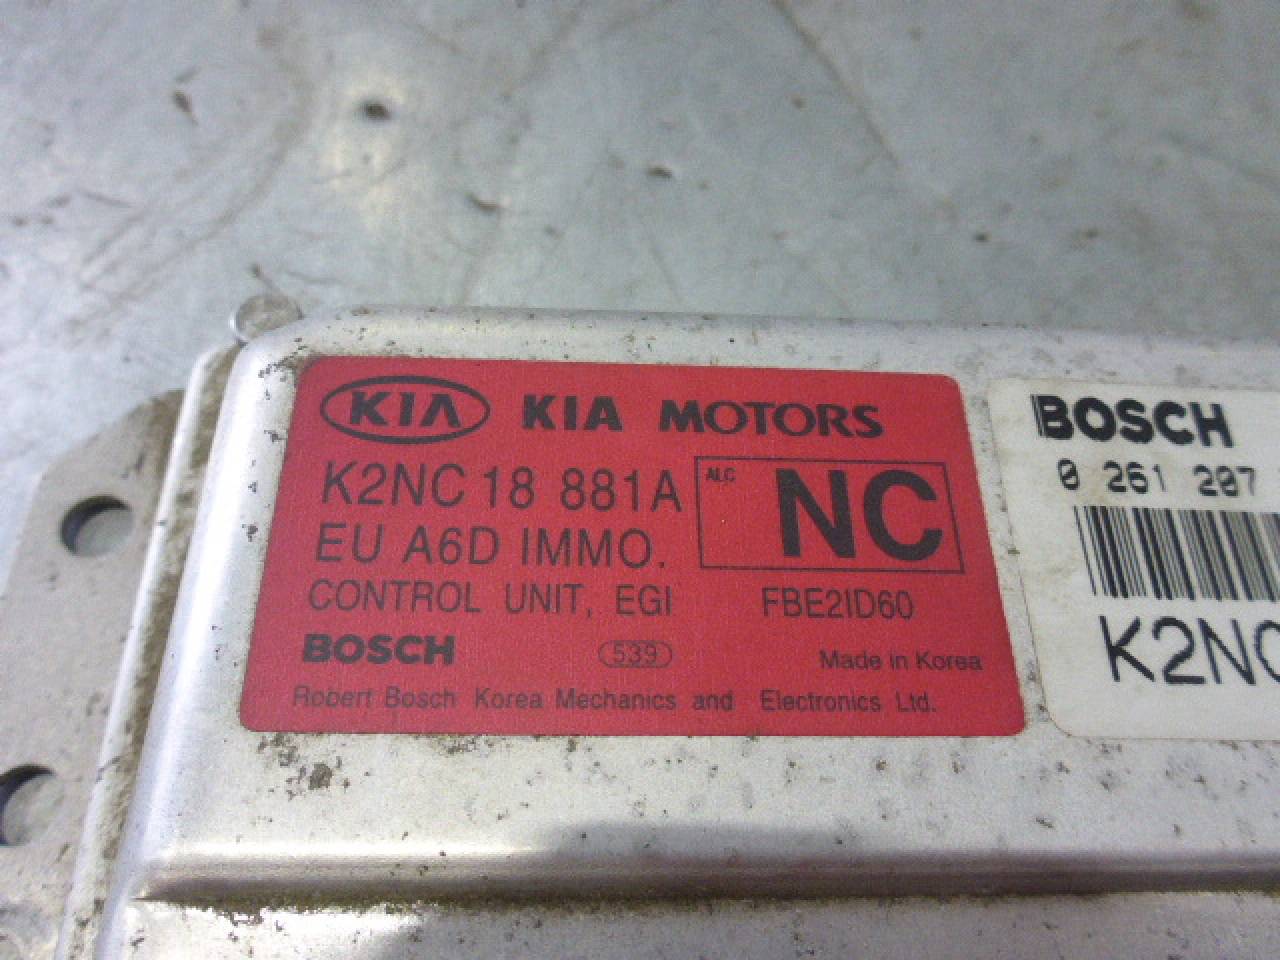 KIA KIA MOTORS
K2NC 18 881A
ALC NC
EU A6D IMMO.
CONTROL UNIT, EGI FBE2ID60
BOSCH 539 Made in Korea
Robert Bosch Korea Mechanics and Electronics Ltd.
BOSCH
0 261 207
K2NC